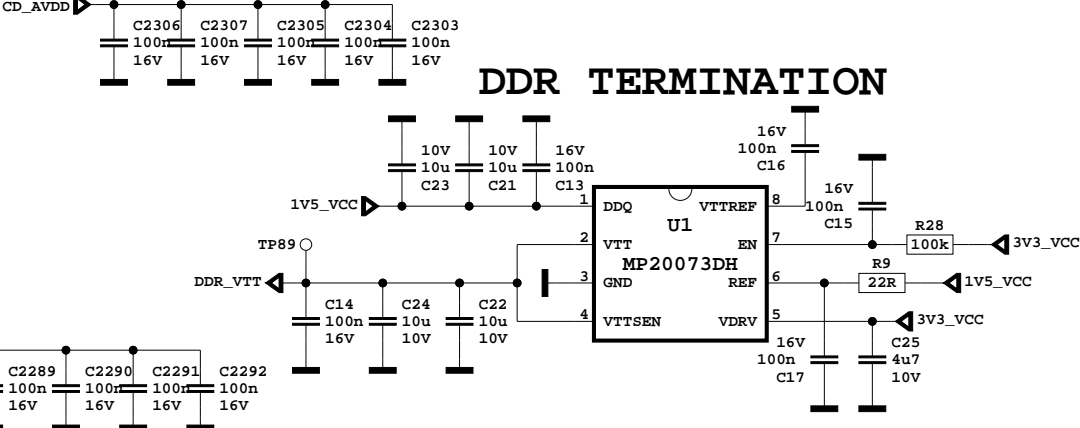 CD_AVDD
C2306 C2307 C2305 C2304 C2303
100n 100n 100n 100n 100n
16V 16V 16V 16V 16V
DDR TERMINATION
10V 10V 16V
10u 10u 100n
C23 C21 C13
16V
100n
C16
16V
100n
C15
1V5_VCC 1 DDQ VTTREF 8
U1
MP20073DH
TP89 2 VTT EN 7 R28 100k 3V3_VCC
DDR_VTT 3 GND REF 6 R9 22R 1V5_VCC
4 VTTSEN VDRV 5 3V3_VCC
C14 C24 C22
100n 10u 10u
16V 10V 10V
16V
100n
C17
C25
4u7
10V
C2289 C2290 C2291 C2292
100n 100n 100n 100n
16V 16V 16V 16V